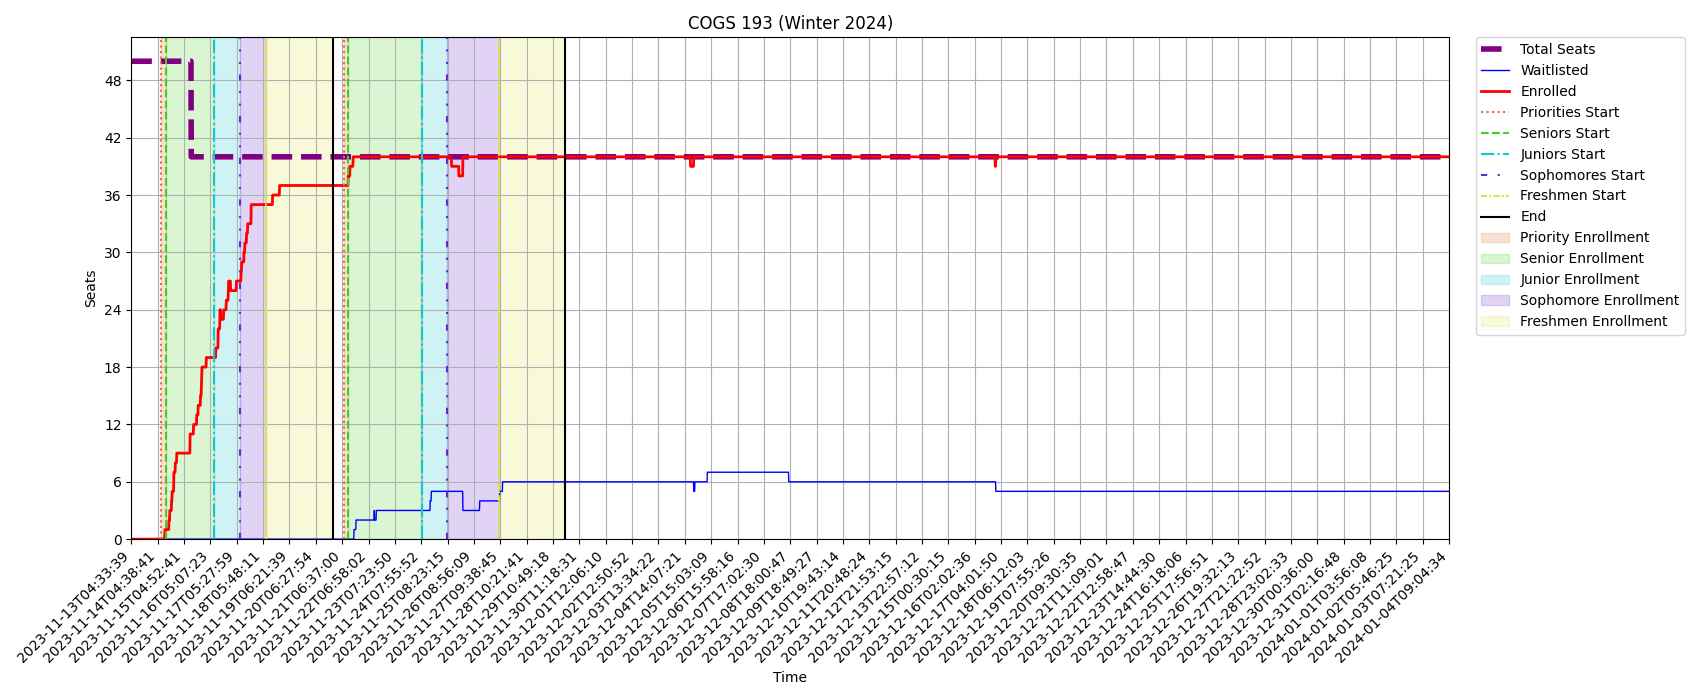 COGS 193 (Winter 2024)
Total Seats
Waitlisted
Enrolled
Priorities Start
Seniors Start
Juniors Start
Sophomores Start
Freshmen Start
End
Priority Enrollment
Senior Enrollment
Junior Enrollment
Sophomore Enrollment
Freshmen Enrollment
Seats
48
42
36
30
24
18
12
6
0
2023-11-13T04:33:39
2023-11-14T04:38:41
2023-11-15T04:52:41
2023-11-16T05:07:23
2023-11-17T05:27:59
2023-11-18T05:48:11
2023-11-19T06:21:39
2023-11-20T06:27:54
2023-11-21T06:37:00
2023-11-22T06:58:02
2023-11-23T07:23:50
2023-11-24T07:55:52
2023-11-25T08:23:15
2023-11-26T08:56:09
2023-11-27T09:38:45
2023-11-28T10:21:41
2023-11-29T10:49:18
2023-11-30T11:18:31
2023-12-01T12:06:10
2023-12-02T12:50:52
2023-12-03T13:34:22
2023-12-04T14:07:21
2023-12-05T15:03:09
2023-12-06T15:58:16
2023-12-07T17:02:30
2023-12-08T18:00:47
2023-12-09T18:49:27
2023-12-10T19:43:14
2023-12-11T20:48:24
2023-12-12T21:53:15
2023-12-13T22:57:12
2023-12-15T00:30:15
2023-12-16T02:02:36
2023-12-17T04:01:50
2023-12-18T06:12:03
2023-12-19T07:55:26
2023-12-20T09:30:35
2023-12-21T11:09:01
2023-12-22T12:58:47
2023-12-23T14:44:30
2023-12-24T16:18:06
2023-12-25T17:56:51
2023-12-26T19:32:13
2023-12-27T21:22:52
2023-12-28T23:02:33
2023-12-30T00:36:00
2023-12-31T02:16:48
2024-01-01T03:56:08
2024-01-02T05:46:25
2024-01-03T07:21:25
2024-01-04T09:04:34
Time